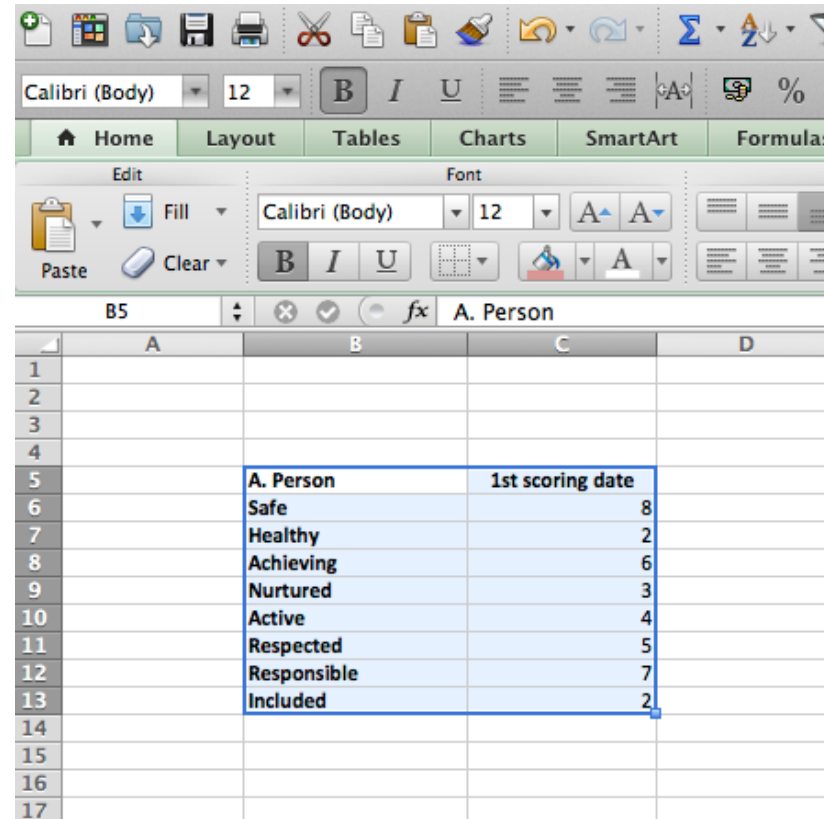 Calibri (Body) 12 B I U A %
Home Layout Tables Charts SmartArt Formulas
Edit Font
Fill Calibri (Body) 12 A A
Paste Clear B I U A
B5 fx A. Person
A B C D
1
2
3
4
5 A. Person 1st scoring date
6 Safe 8
7 Healthy 2
8 Achieving 6
9 Nurtured 3
10 Active 4
11 Respected 5
12 Responsible 7
13 Included 2
14
15
16
17